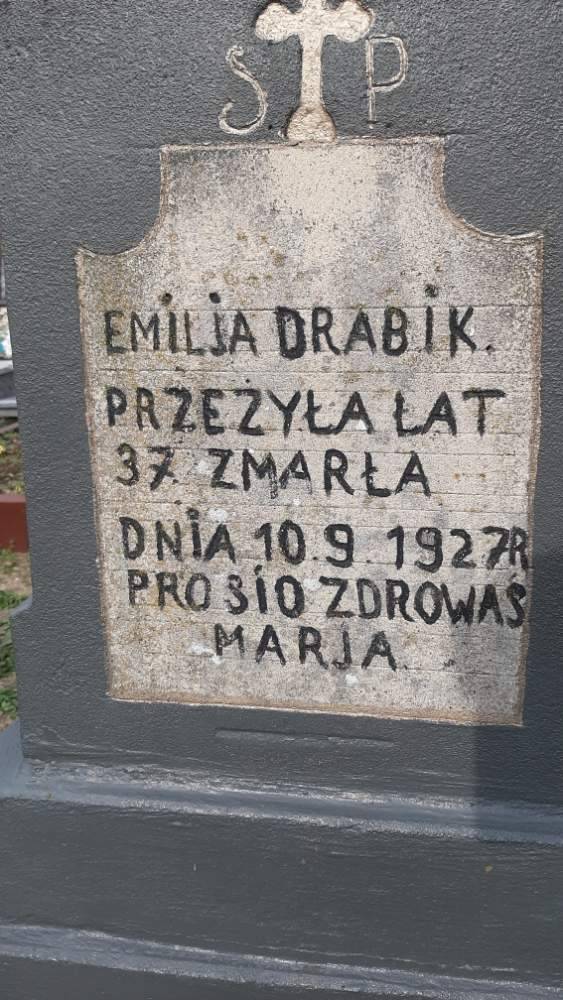 S P
EMILJA DRABIK.
PRZEŻYŁA LAT
37. ZMARŁA
DNIA 10.9.1927R
PROSIO ZDROWAŚ
MARJA